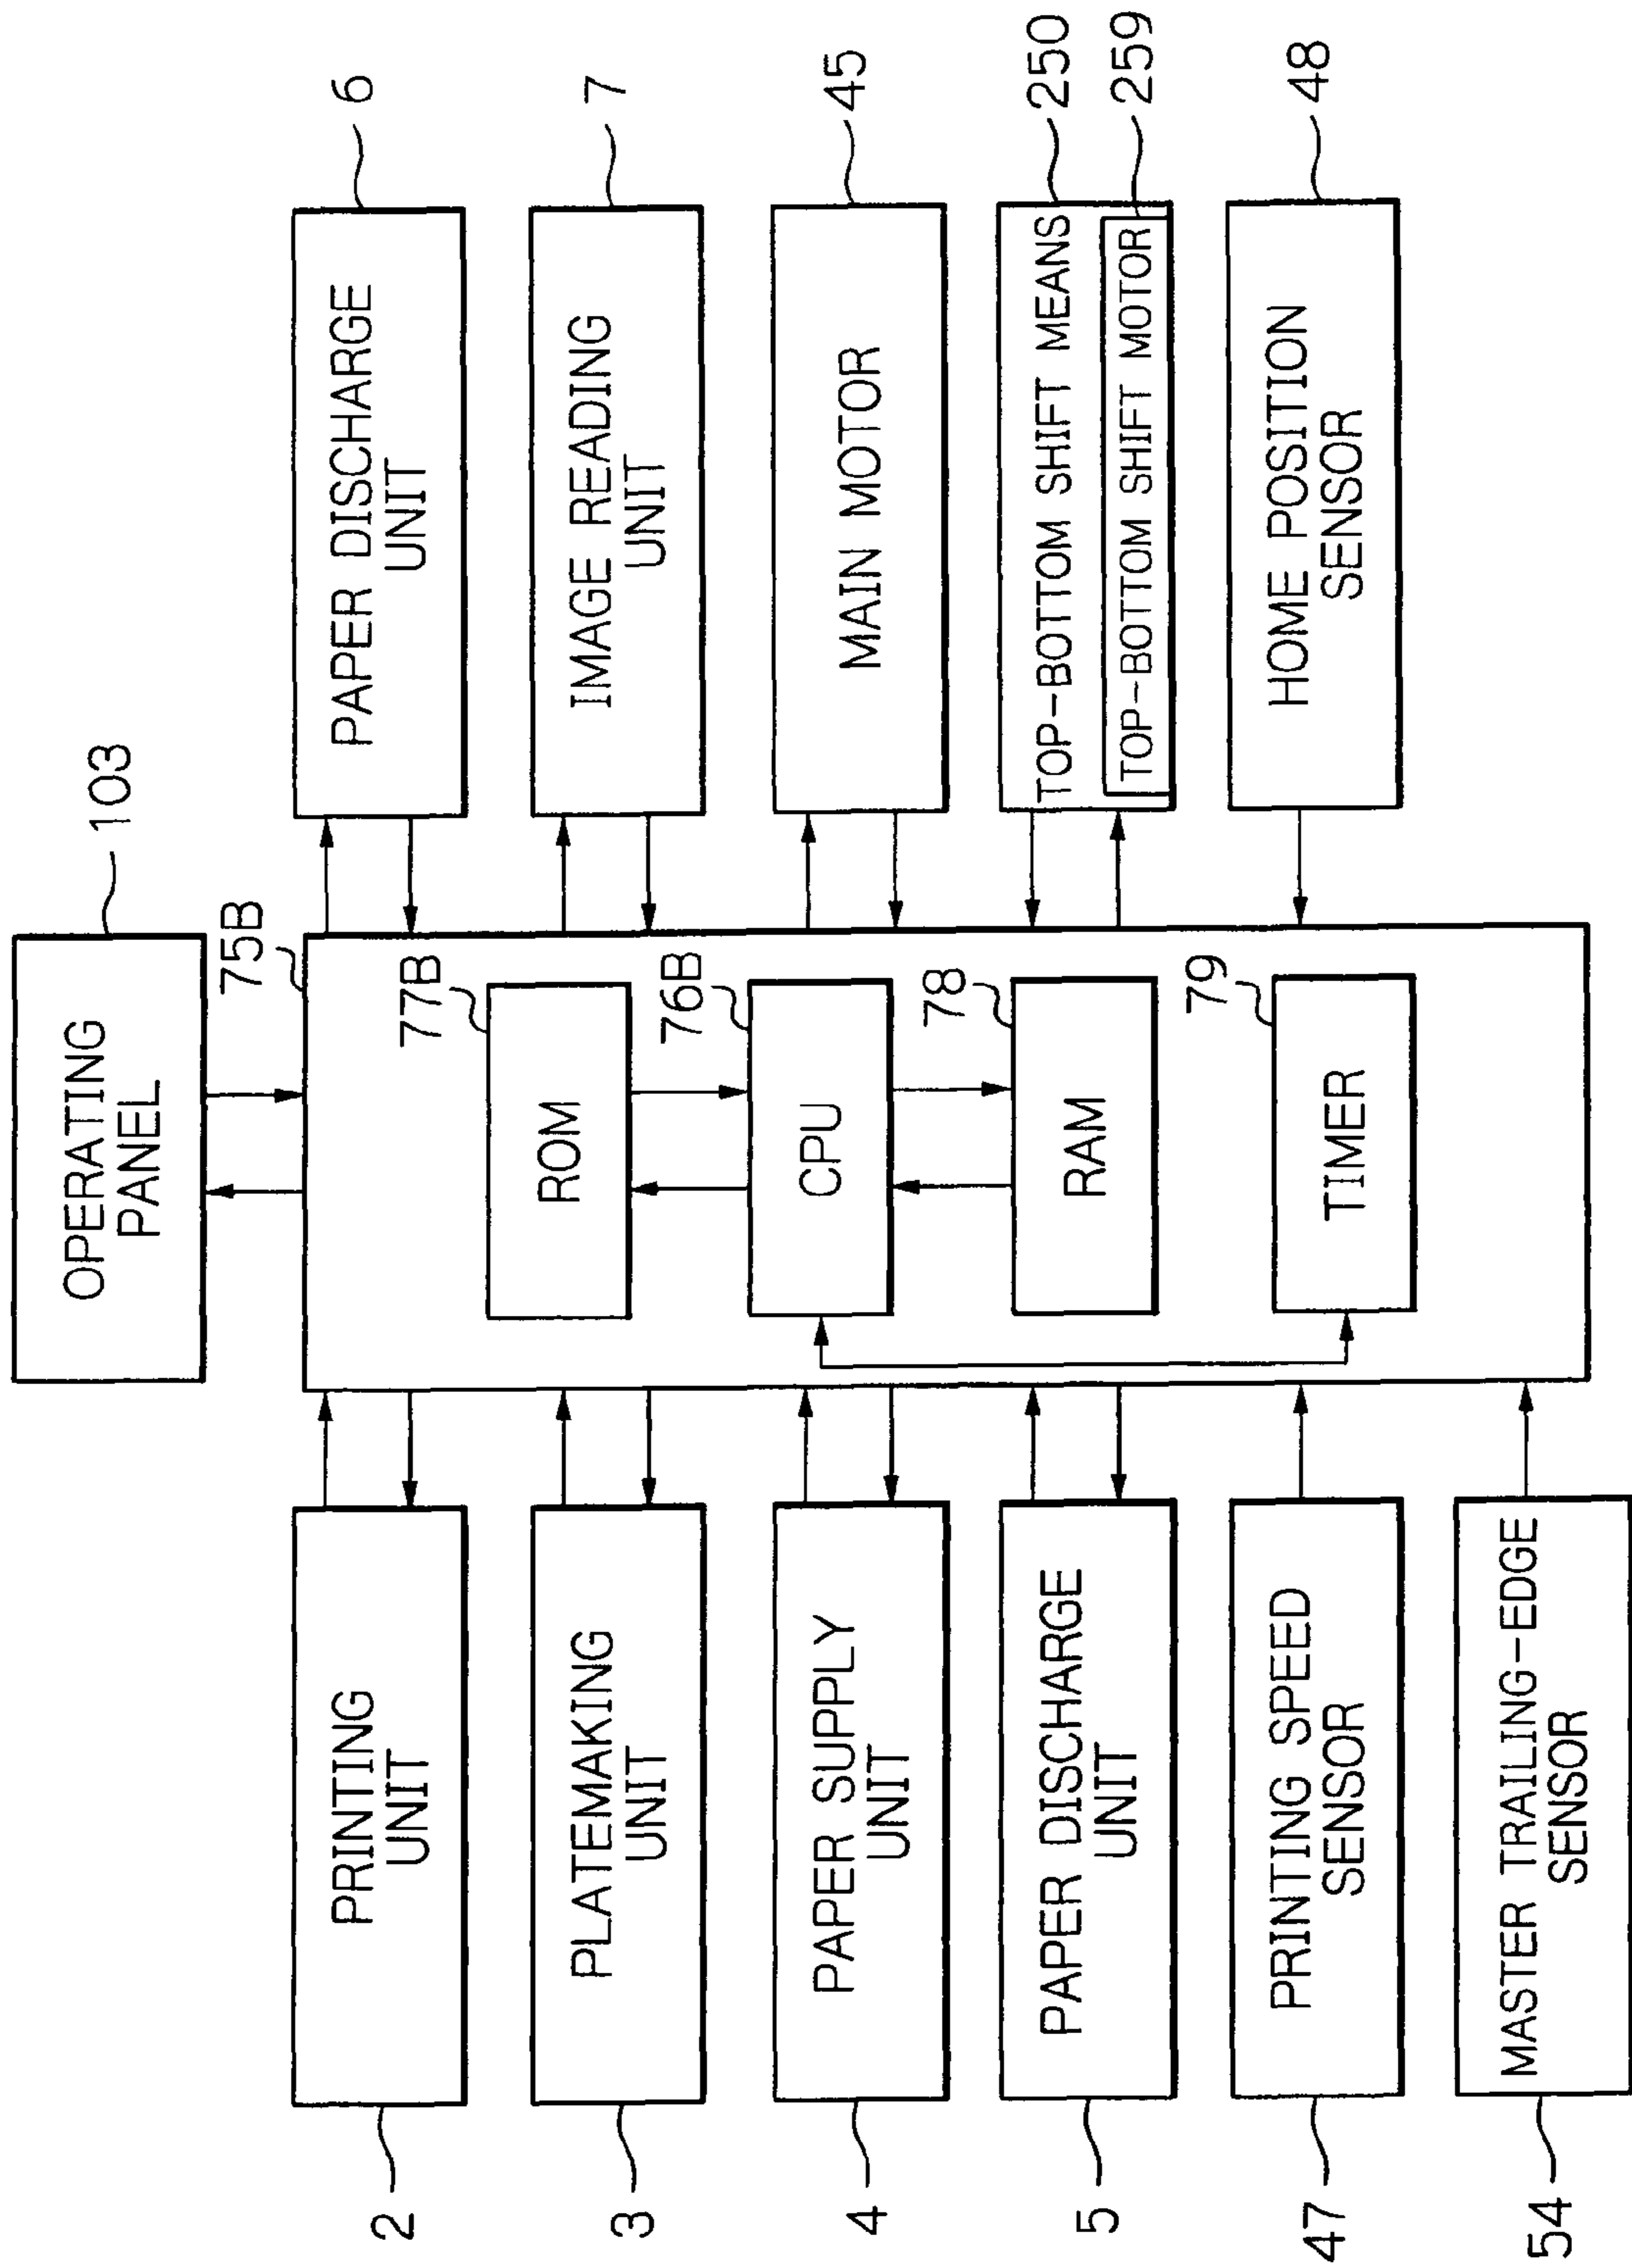 OPERATING
PANEL
103
75B
PRINTING
UNIT
2
PLATEMAKING
UNIT
3
PAPER SUPPLY
UNIT
4
PAPER DISCHARGE
UNIT
5
PRINTING SPEED
SENSOR
47
MASTER TRAILING-EDGE
SENSOR
54
ROM
77B
CPU
76B
RAM
78
TIMER
79
PAPER DISCHARGE
UNIT
6
IMAGE READING
UNIT
7
MAIN MOTOR
45
TOP-BOTTOM SHIFT MEANS
250
TOP-BOTTOM SHIFT MOTOR
259
HOME POSITION
SENSOR
48